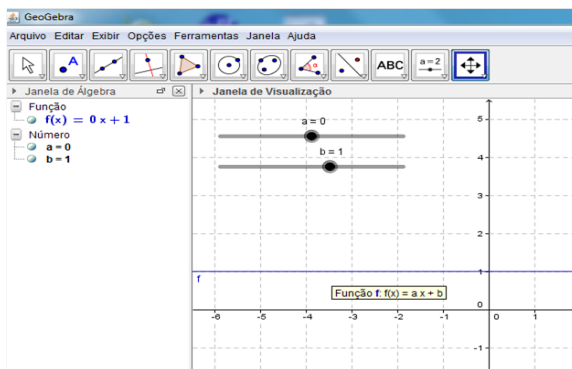 GeoGebra
Arquivo Editar Exibir Opções Ferramentas Janela Ajuda
A ABC a=2
Janela de Álgebra
Janela de Visualização
Função
f(x) = 0 x + 1
Número
a = 0
b = 1
a = 0
b = 1
5
4
3
2
1
0
-1
f
Função f: f(x) = a x + b
-6 -5 -4 -3 -2 -1 0 1